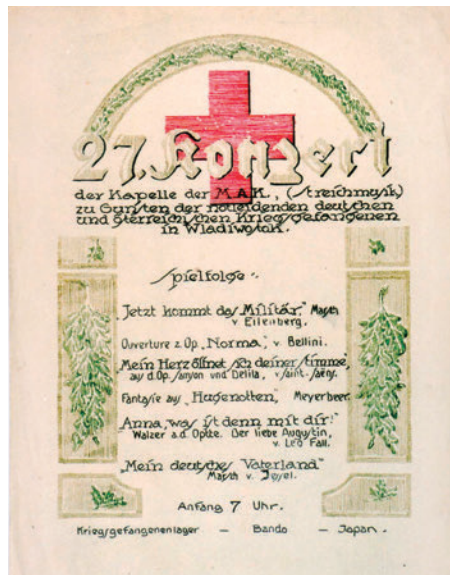 27. Konzert
der Kapelle der M.A.K., (Streichmusik)
zu Gunsten der notleidenden deutschen
und österreichischen Kriegsgefangenen
in Wladiwostok.
Spielfolge:
„Jetzt kommt das Militär," Marsch
v. Eilenberg.
Ouverture z. Op. „Norma", v. Bellini.
Mein Herz öffnet sich deiner Stimme,
aus d. Op. Samson und Delila, v. Saint-Saëns.
Fantasie aus „Hugenotten", Meyerbeer.
„Anna, was ist denn mit dir?"
Walzer a.d. Optte. Der liebe Augustin,
v. Leo Fall.
„Mein deutsches Vaterland"
Marsch v. Jessel.
Anfang 7 Uhr.
Kriegsgefangenenlager – Bando – Japan.